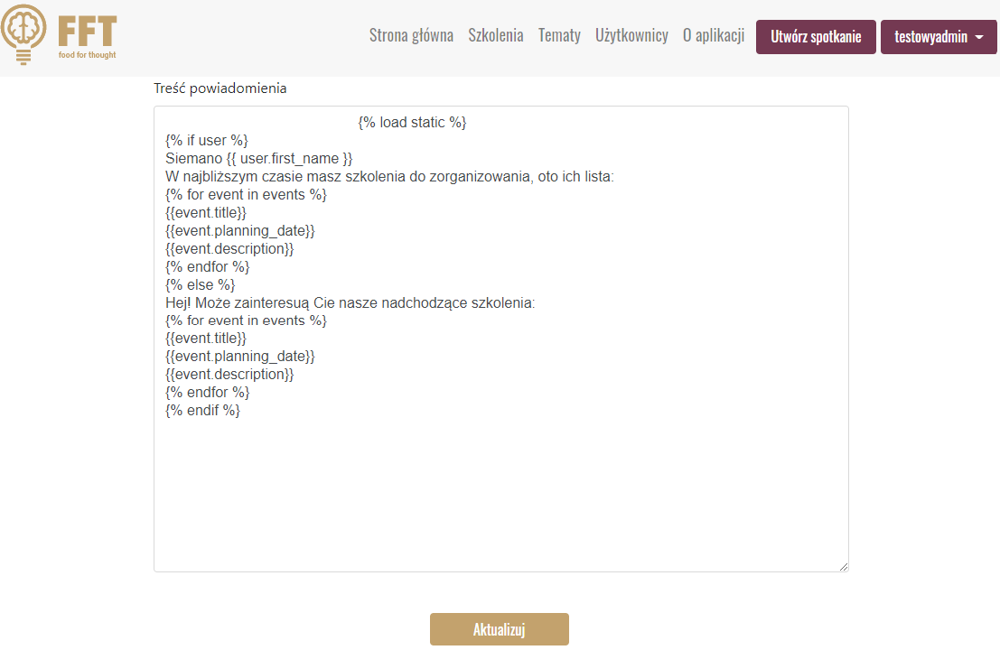 FFT
food for thought
Strona główna Szkolenia Tematy Użytkownicy O aplikacji Utwórz spotkanie testowyadmin
Treść powiadomienia
{% load static %}
{% if user %}
Siemano {{ user.first_name }}
W najbliższym czasie masz szkolenia do zorganizowania, oto ich lista:
{% for event in events %}
{{event.title}}
{{event.planning_date}}
{{event.description}}
{% endfor %}
{% else %}
Hej! Może zainteresuą Cie nasze nadchodzące szkolenia:
{% for event in events %}
{{event.title}}
{{event.planning_date}}
{{event.description}}
{% endfor %}
{% endif %}
Aktualizuj